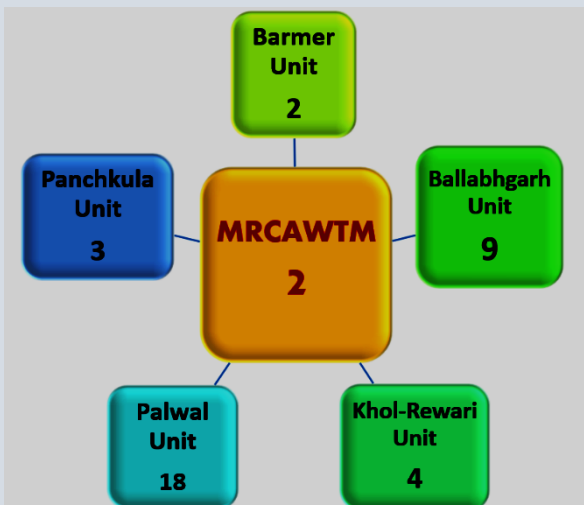 Barmer
Unit
2
Panchkula
Unit
3
MRCAWTM
2
Ballabhgarh
Unit
9
Palwal
Unit
18
Khol-Rewari
Unit
4